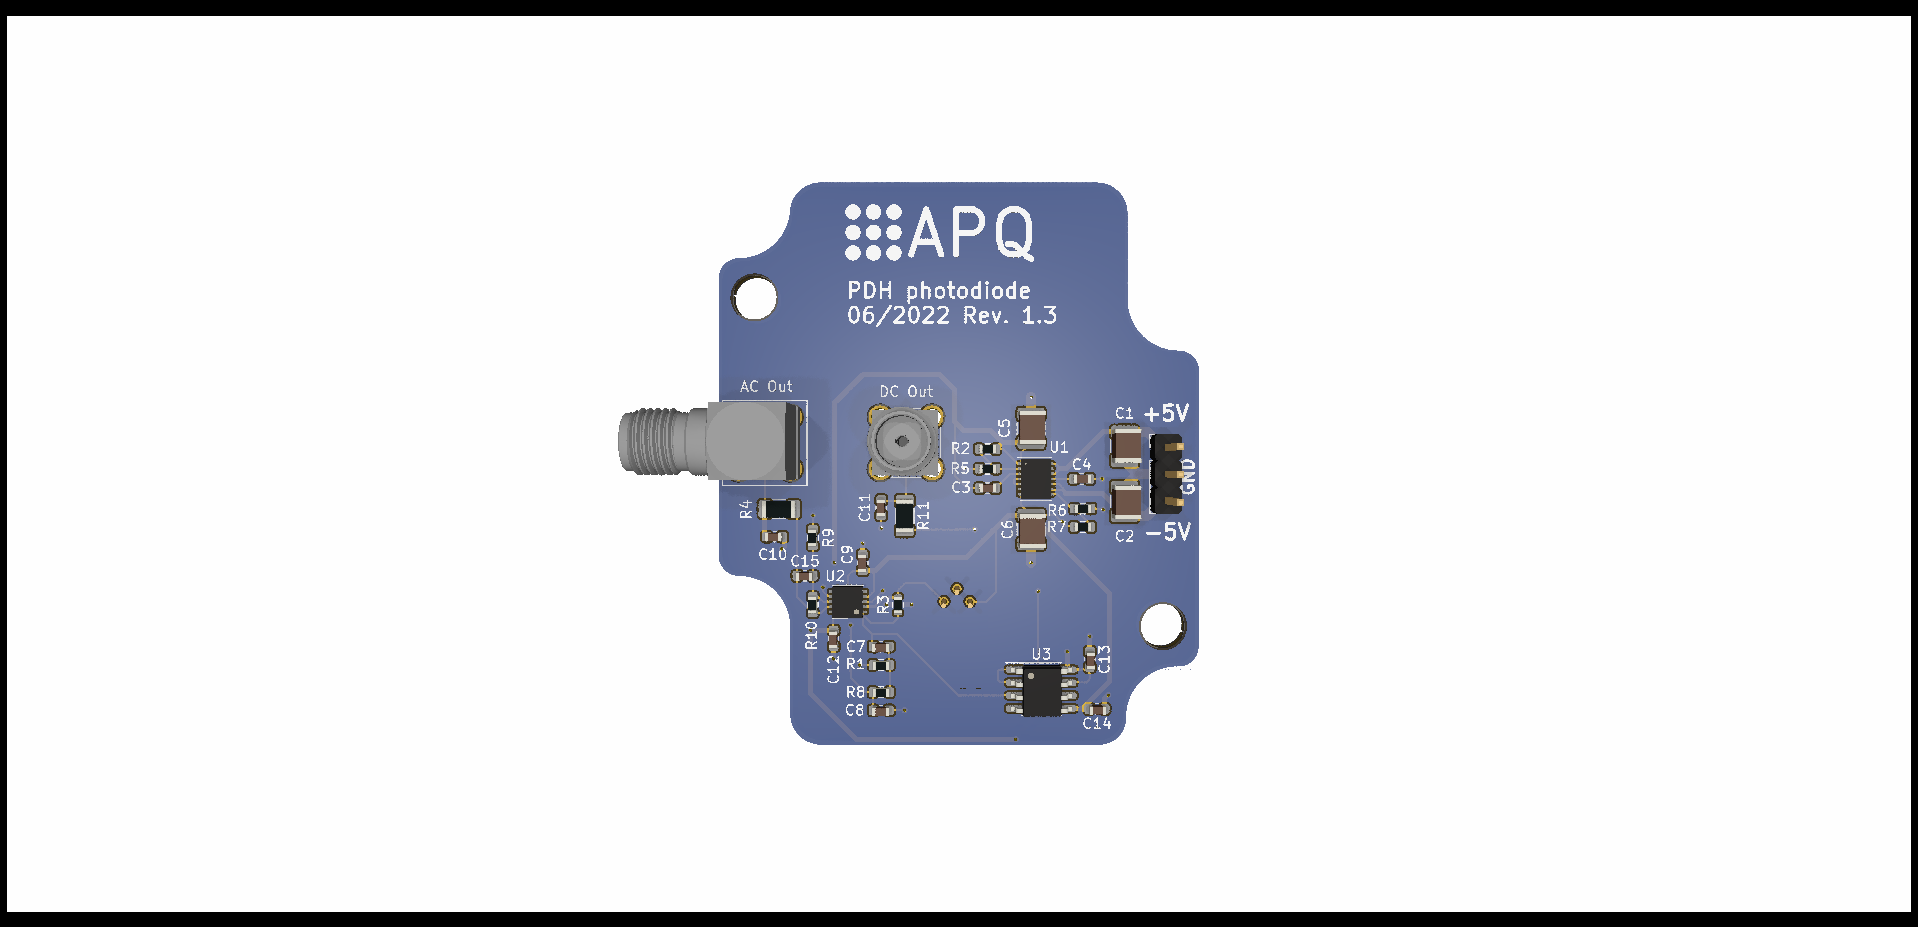 APQ
PDH photodiode
06/2022 Rev. 1.3
AC Out
DC Out
C5
C1
+5V
R2
U1
R5
C4
C3
GND
R4
C11
R11
R6
C6
R7
C2
-5V
R9
C10
C9
C15
U2
R3
R10
C12
C7
R1
U3
C13
R8
C8
C14